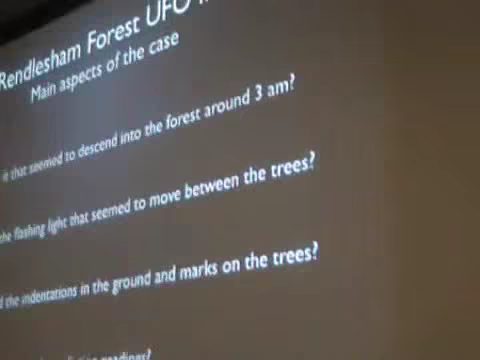 Rendlesham Forest UFO
Main aspects of the case
it that seemed to descend into the forest around 3 am?
the flashing light that seemed to move between the trees?
the indentations in the ground and marks on the trees?
readings?